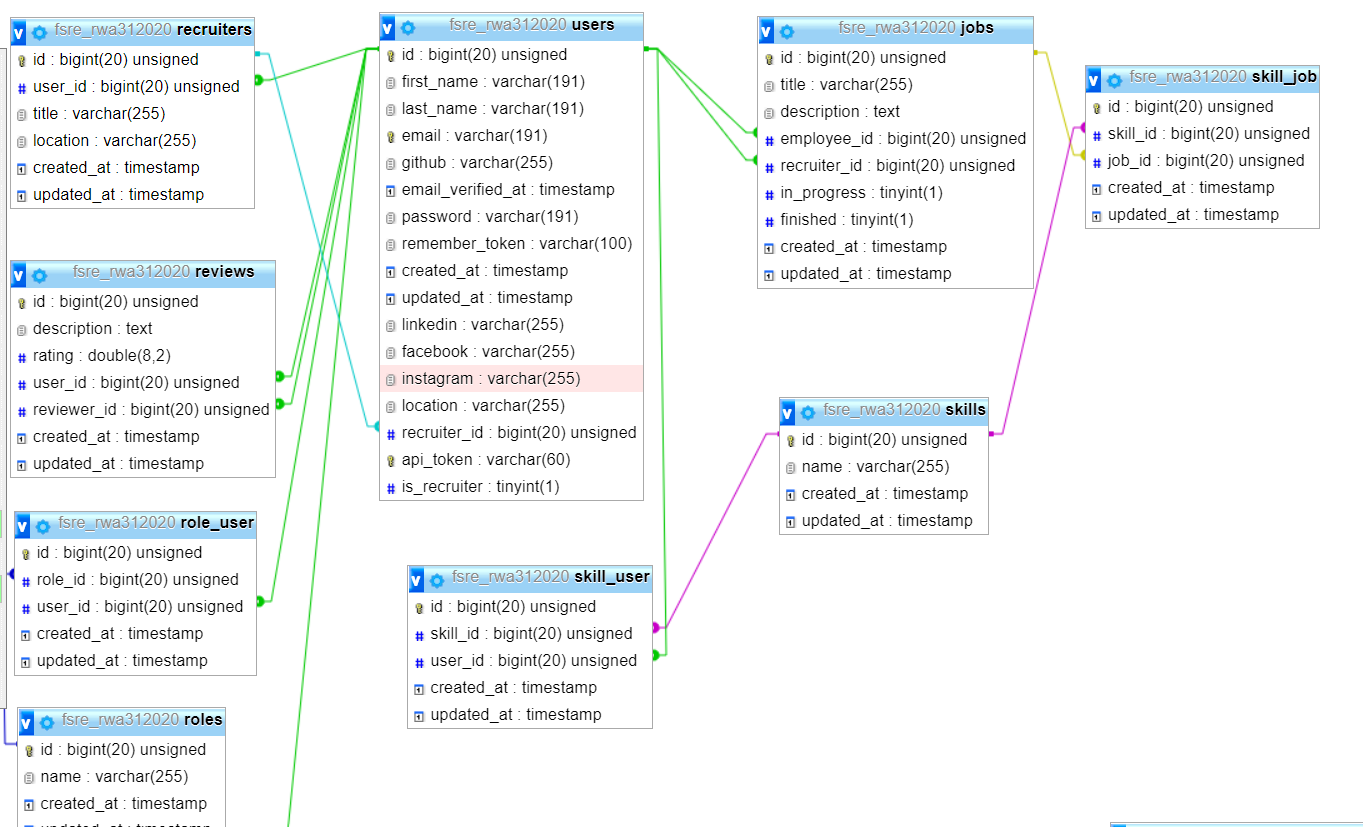 fsre_rwa312020 recruiters
id : bigint(20) unsigned
user_id : bigint(20) unsigned
title : varchar(255)
location : varchar(255)
created_at : timestamp
updated_at : timestamp
fsre_rwa312020 reviews
id : bigint(20) unsigned
description : text
rating : double(8,2)
user_id : bigint(20) unsigned
reviewer_id : bigint(20) unsigned
created_at : timestamp
updated_at : timestamp
fsre_rwa312020 role_user
id : bigint(20) unsigned
role_id : bigint(20) unsigned
user_id : bigint(20) unsigned
created_at : timestamp
updated_at : timestamp
fsre_rwa312020 roles
id : bigint(20) unsigned
name : varchar(255)
created_at : timestamp
fsre_rwa312020 users
id : bigint(20) unsigned
first_name : varchar(191)
last_name : varchar(191)
email : varchar(191)
github : varchar(255)
email_verified_at : timestamp
password : varchar(191)
remember_token : varchar(100)
created_at : timestamp
updated_at : timestamp
linkedin : varchar(255)
facebook : varchar(255)
instagram : varchar(255)
location : varchar(255)
recruiter_id : bigint(20) unsigned
api_token : varchar(60)
is_recruiter : tinyint(1)
fsre_rwa312020 skill_user
id : bigint(20) unsigned
skill_id : bigint(20) unsigned
user_id : bigint(20) unsigned
created_at : timestamp
updated_at : timestamp
fsre_rwa312020 jobs
id : bigint(20) unsigned
title : varchar(255)
description : text
employee_id : bigint(20) unsigned
recruiter_id : bigint(20) unsigned
in_progress : tinyint(1)
finished : tinyint(1)
created_at : timestamp
updated_at : timestamp
fsre_rwa312020 skills
id : bigint(20) unsigned
name : varchar(255)
created_at : timestamp
updated_at : timestamp
fsre_rwa312020 skill_job
id : bigint(20) unsigned
skill_id : bigint(20) unsigned
job_id : bigint(20) unsigned
created_at : timestamp
updated_at : timestamp